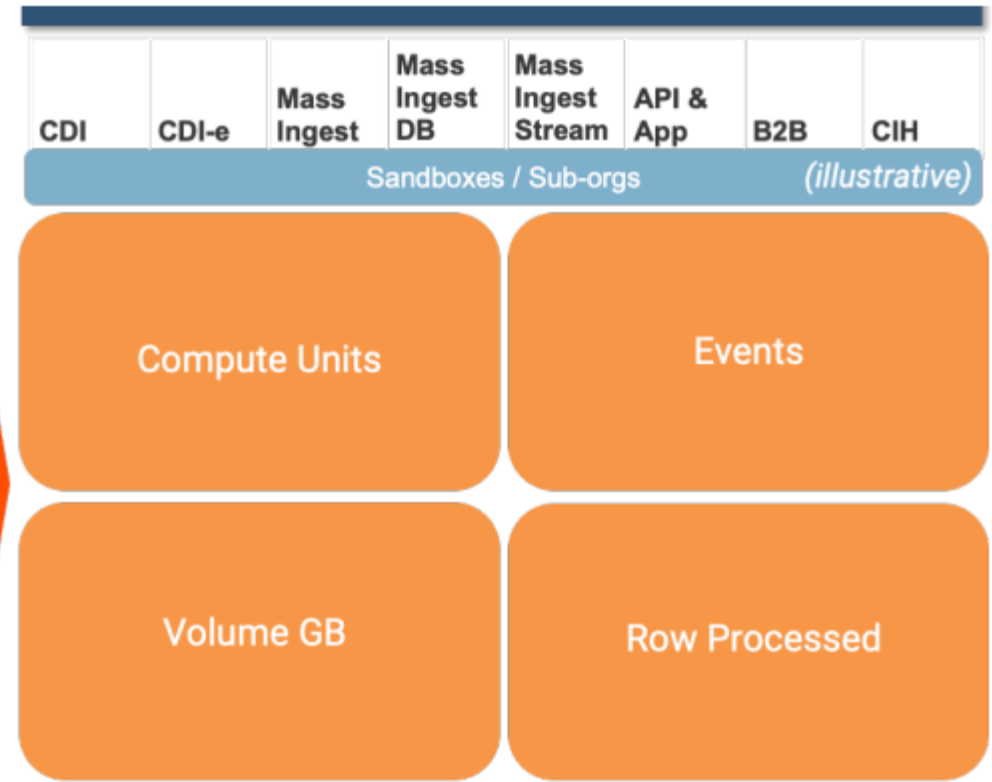 CDI
CDI-e
Mass
Ingest
Mass
Ingest
DB
Mass
Ingest
Stream
API &
App
B2B
CIH
Sandboxes / Sub-orgs
(illustrative)
Compute Units
Events
Volume GB
Row Processed